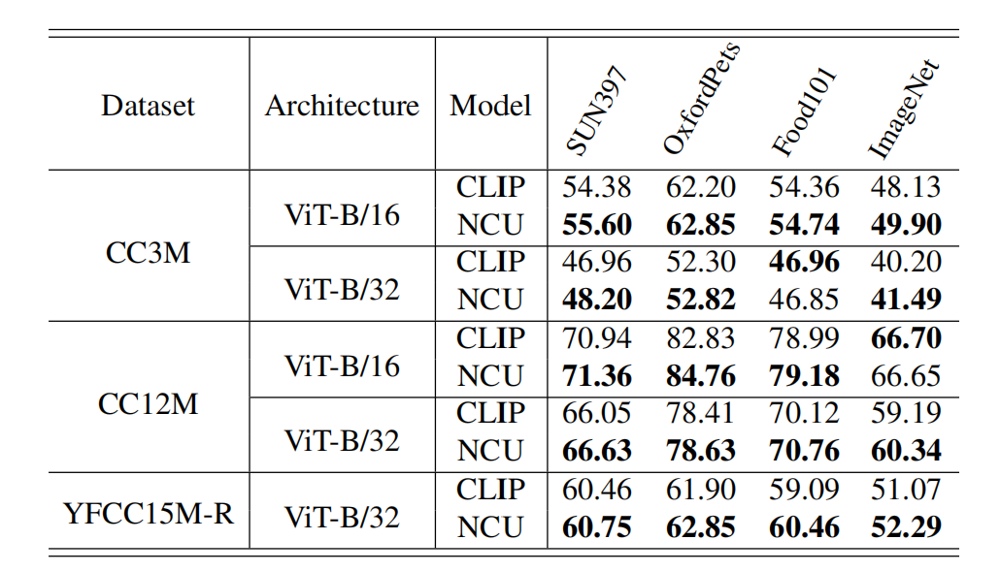 Dataset Architecture Model SUN397 OxfordPets Food101 ImageNet
CC3M ViT-B/16 CLIP 54.38 62.20 54.36 48.13
NCU 55.60 62.85 54.74 49.90
ViT-B/32 CLIP 46.96 52.30 46.96 40.20
NCU 48.20 52.82 46.85 41.49
CC12M ViT-B/16 CLIP 70.94 82.83 78.99 66.70
NCU 71.36 84.76 79.18 66.65
ViT-B/32 CLIP 66.05 78.41 70.12 59.19
NCU 66.63 78.63 70.76 60.34
YFCC15M-R ViT-B/32 CLIP 60.46 61.90 59.09 51.07
NCU 60.75 62.85 60.46 52.29